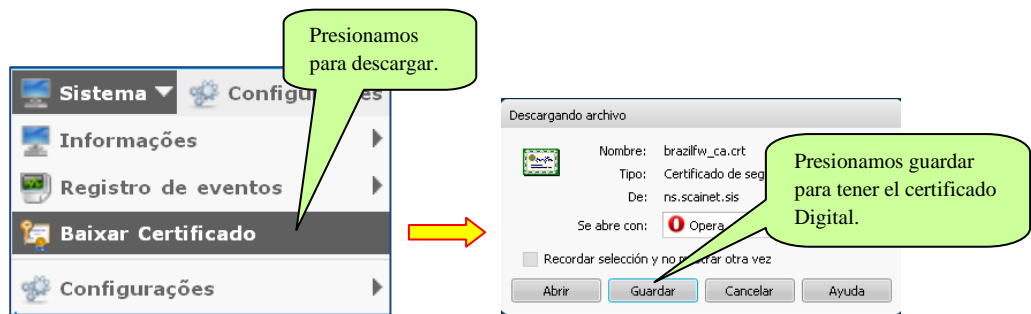 Presionamos
para descargar.
Sistema
Informações
Registro de eventos
Baixar Certificado
Configurações
Descargando archivo
Nombre: brazilfw_ca.crt
Tipo: Certificado de
De: ns.scainet.sis
Se abre con: Opera
Recordar selección y no otra vez
Abrir Guardar Cancelar Ayuda
Presionamos guardar
para tener el certificado
Digital.